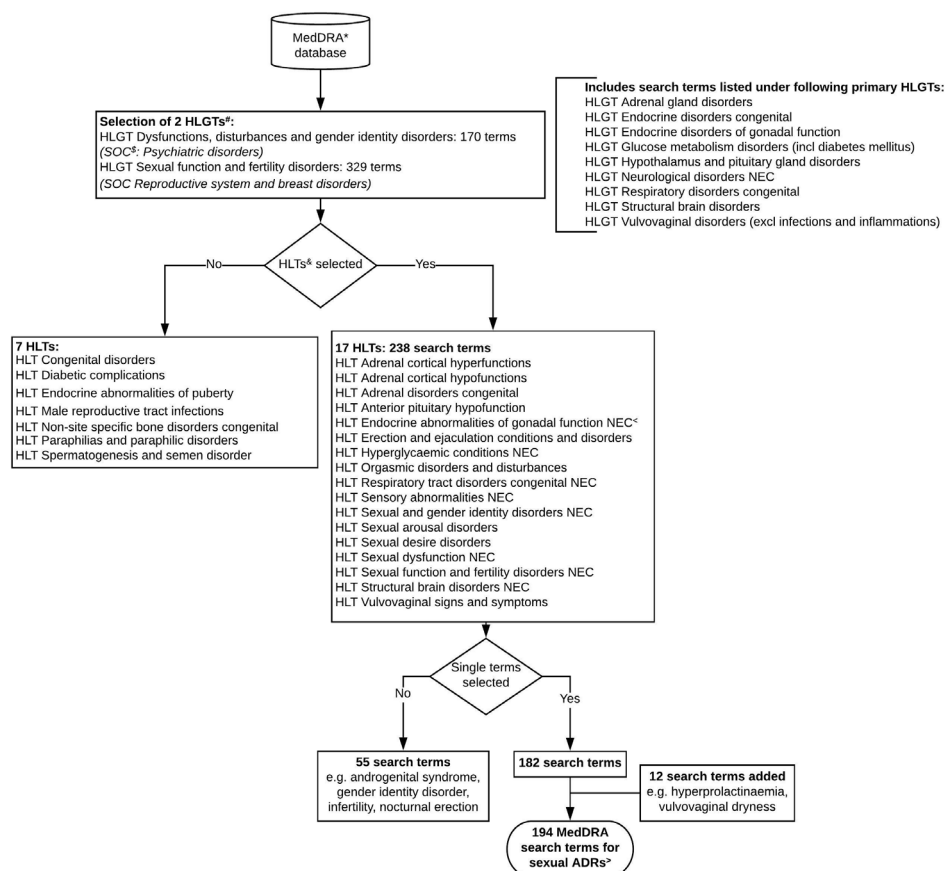 MedDRA*
database
Selection of 2 HLGTs#:
HLGT Dysfunctions, disturbances and gender identity disorders: 170 terms
(SOC$: Psychiatric disorders)
HLGT Sexual function and fertility disorders: 329 terms
(SOC Reproductive system and breast disorders)
Includes search terms listed under following primary HLGTs:
HLGT Adrenal gland disorders
HLGT Endocrine disorders congenital
HLGT Endocrine disorders of gonadal function
HLGT Glucose metabolism disorders (incl diabetes mellitus)
HLGT Hypothalamus and pituitary gland disorders
HLGT Neurological disorders NEC
HLGT Respiratory disorders congenital
HLGT Structural brain disorders
HLGT Vulvovaginal disorders (excl infections and inflammations)
HLTs& selected
No
Yes
7 HLTs:
HLT Congenital disorders
HLT Diabetic complications
HLT Endocrine abnormalities of puberty
HLT Male reproductive tract infections
HLT Non-site specific bone disorders congenital
HLT Paraphilias and paraphilic disorders
HLT Spermatogenesis and semen disorder
17 HLTs: 238 search terms
HLT Adrenal cortical hyperfunctions
HLT Adrenal cortical hypofunctions
HLT Adrenal disorders congenital
HLT Anterior pituitary hypofunction
HLT Endocrine abnormalities of gonadal function NEC<
HLT Erection and ejaculation conditions and disorders
HLT Hyperglycaemic conditions NEC
HLT Orgasmic disorders and disturbances
HLT Respiratory tract disorders congenital NEC
HLT Sensory abnormalities NEC
HLT Sexual and gender identity disorders NEC
HLT Sexual arousal disorders
HLT Sexual desire disorders
HLT Sexual dysfunction NEC
HLT Sexual function and fertility disorders NEC
HLT Structural brain disorders NEC
HLT Vulvovaginal signs and symptoms
Single terms
selected
No
Yes
55 search terms
e.g. androgenital syndrome,
gender identity disorder,
infertility, nocturnal erection
182 search terms
12 search terms added
e.g. hyperprolactinaemia,
vulvovaginal dryness
194 MedDRA
search terms for
sexual ADRs>